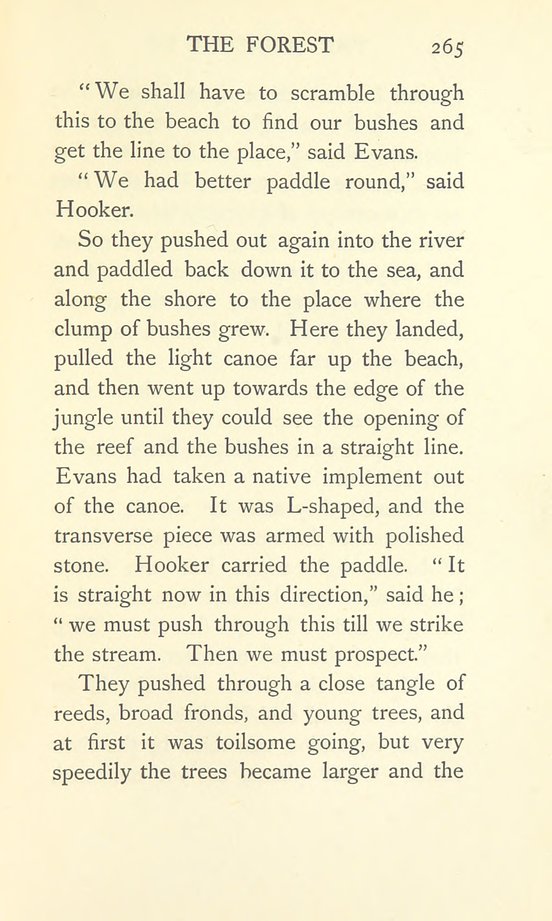 THE FOREST 265
“We shall have to scramble through
this to the beach to find our bushes and
get the line to the place,” said Evans.
“We had better paddle round,” said
Hooker.
So they pushed out again into the river
and paddled back down it to the sea, and
along the shore to the place where the
clump of bushes grew. Here they landed,
pulled the light canoe far up the beach,
and then went up towards the edge of the
jungle until they could see the opening of
the reef and the bushes in a straight line.
Evans had taken a native implement out
of the canoe. It was L-shaped, and the
transverse piece was armed with polished
stone. Hooker carried the paddle. “It
is straight now in this direction,” said he;
“we must push through this till we strike
the stream. Then we must prospect.”
They pushed through a close tangle of
reeds, broad fronds, and young trees, and
at first it was toilsome going, but very
speedily the trees became larger and the